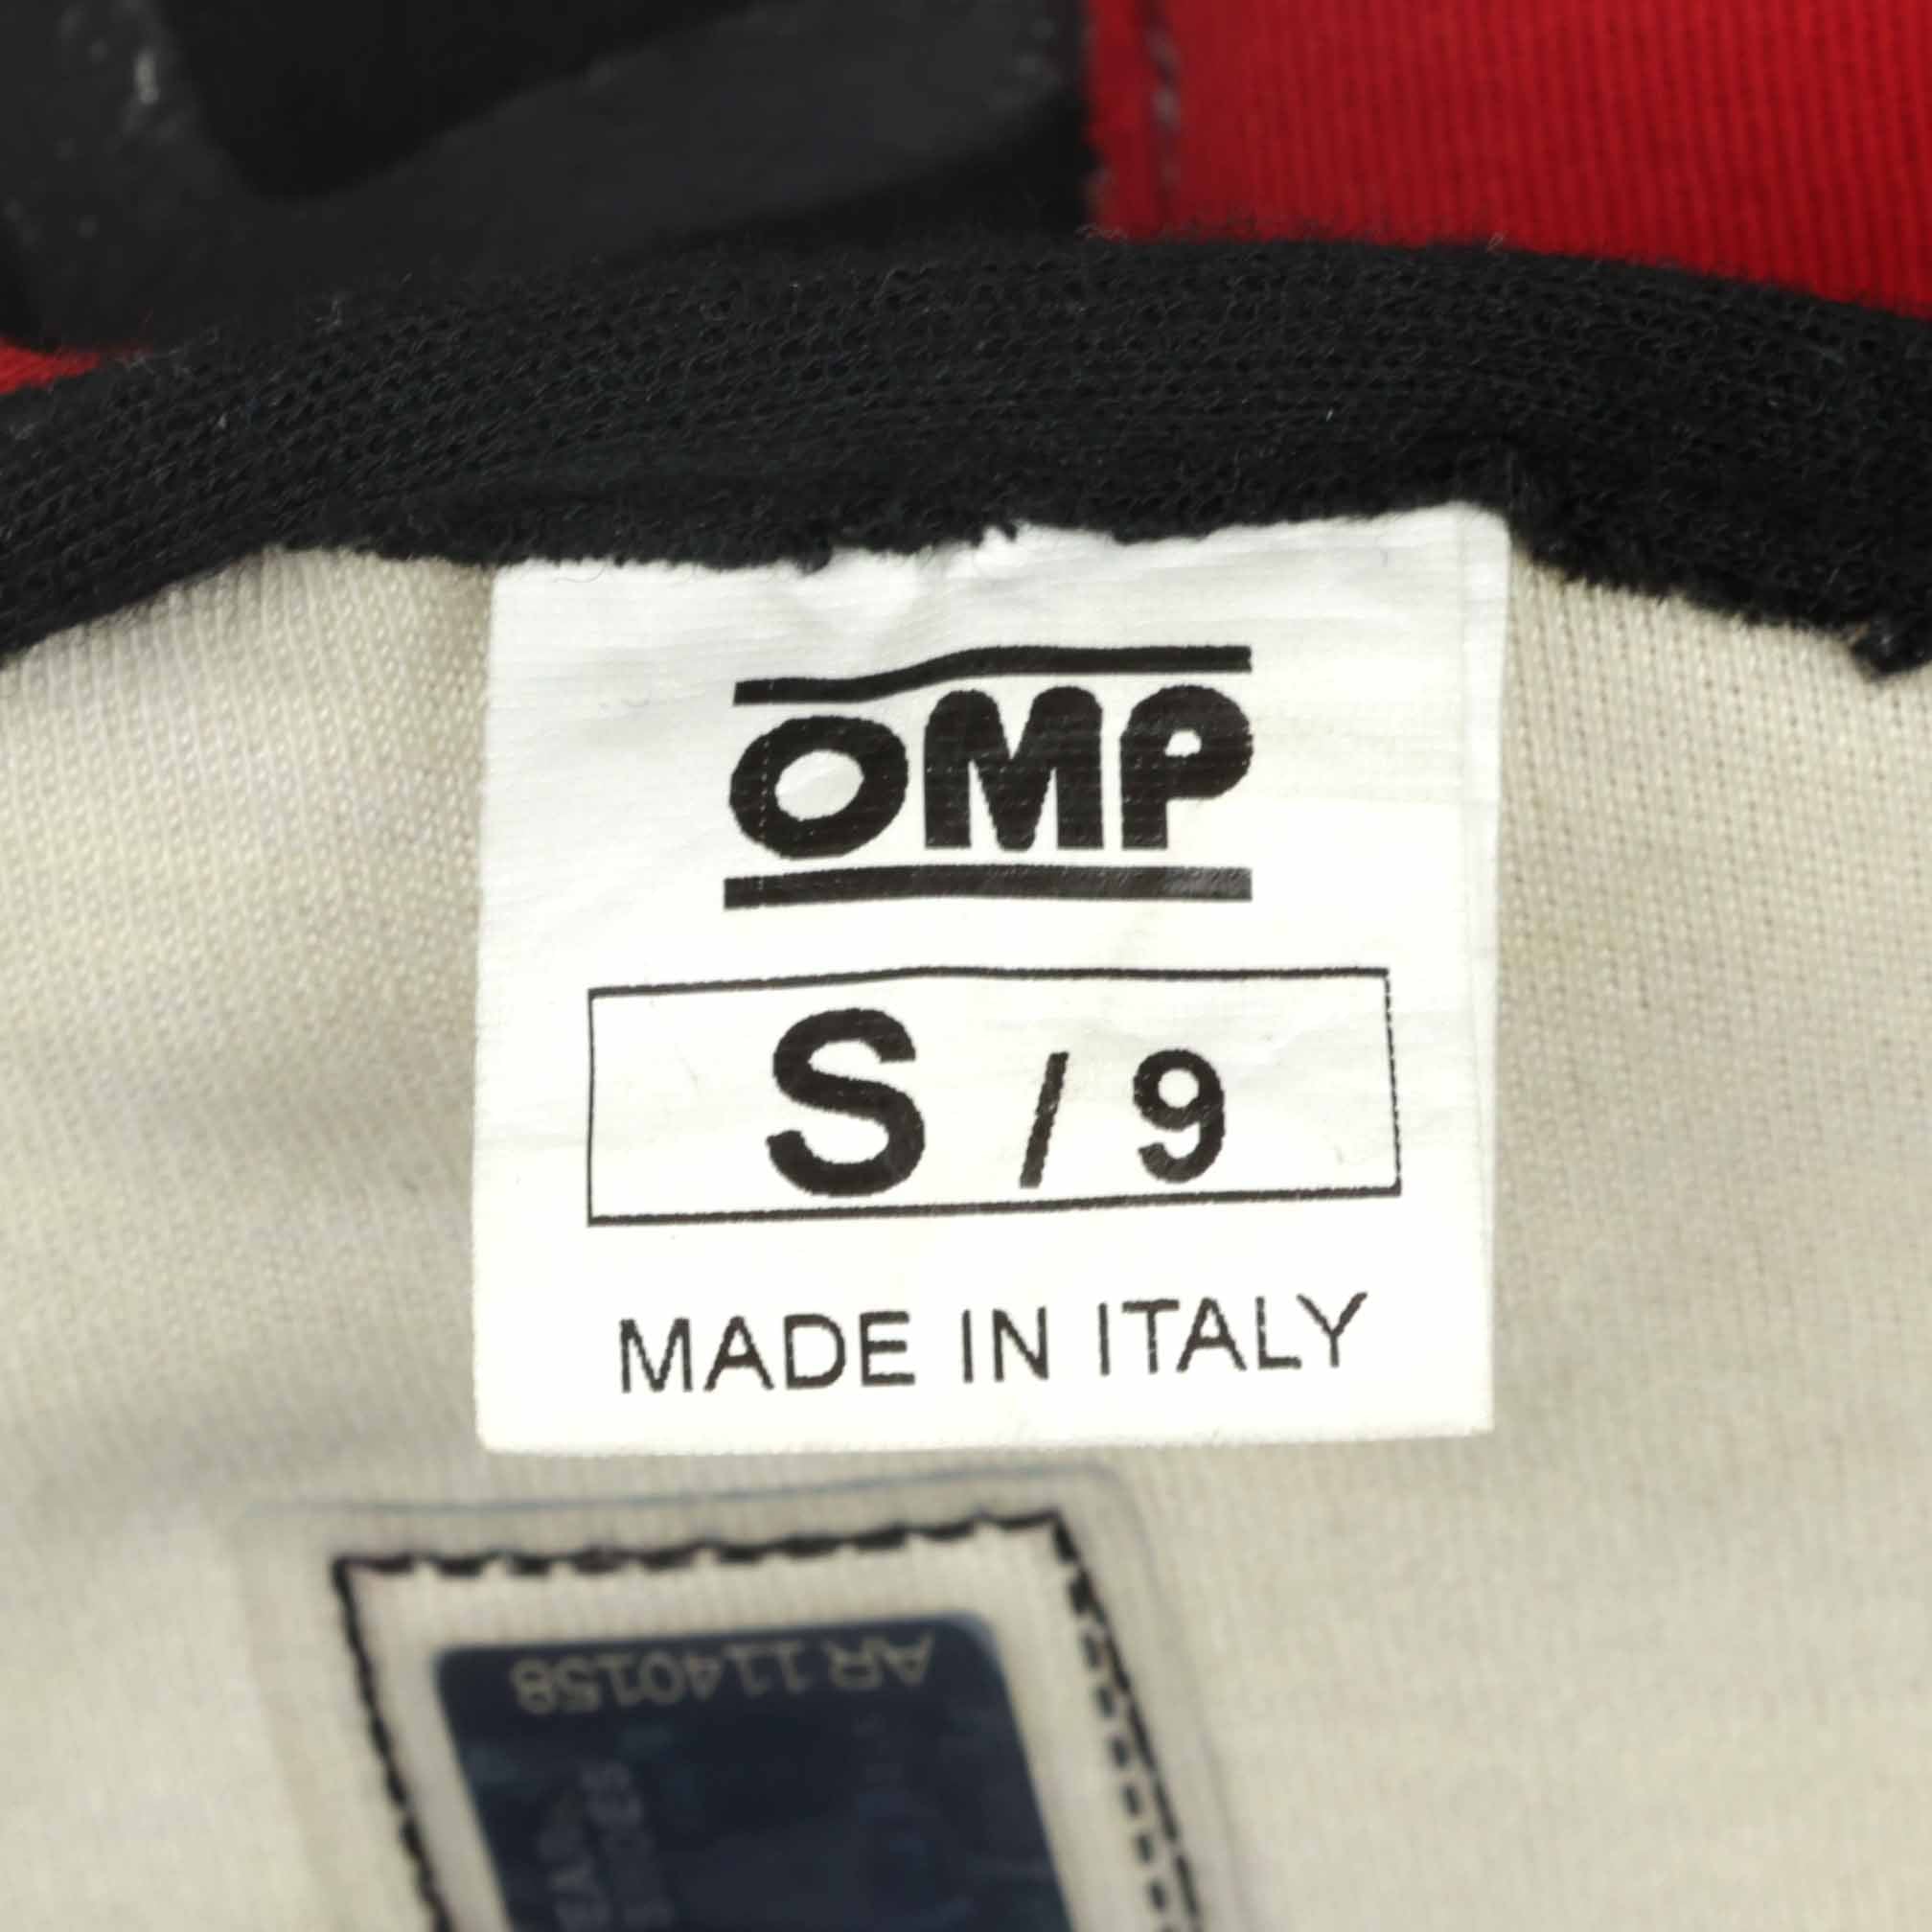 OMP
S / 9
MADE IN ITALY
AR 1140158